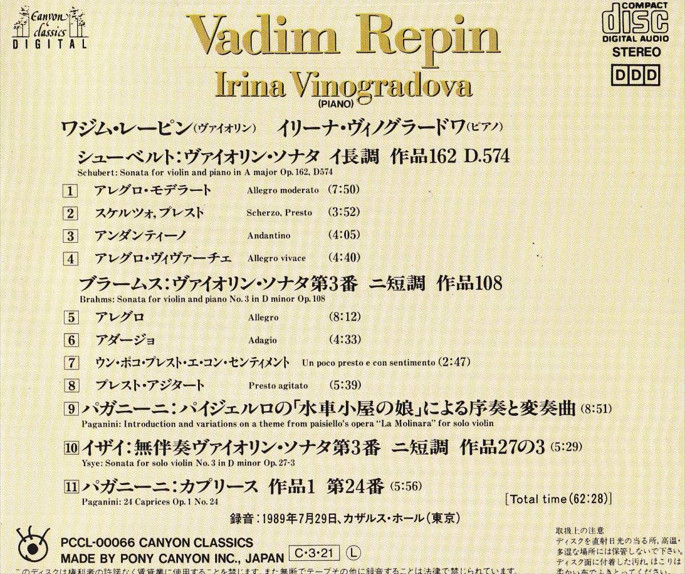 Canyon
classics
DIGITAL
Vadim Repin
COMPACT
disc
DIGITAL AUDIO
STEREO
DDD
Irina Vinogradova
(PIANO)
ワジム・レーピン(ヴァイオリン) イリーナ・ヴィノグラードワ(ピアノ)
シューベルト:ヴァイオリン・ソナタ イ長調 作品162 D.574
Schubert: Sonata for violin and piano in A major Op.162, D574
1 アレグロ・モデラート Allegro moderato (7:50)
2 スケルツォ,プレスト Scherzo, Presto (3:52)
3 アンダンティーノ Andantino (4:05)
4 アレグロ・ヴィヴァーチェ Allegro vivace (4:40)
ブラームス:ヴァイオリン・ソナタ第3番 ニ短調 作品108
Brahms: Sonata for violin and piano No.3 in D minor Op.108
5 アレグロ Allegro (8:12)
6 アダージョ Adagio (4:33)
7 ウン・ポコ・プレスト・エ・コン・センティメント Un poco presto e con sentimento (2:47)
8 プレスト・アジタート Presto agitato (5:39)
9 パガニーニ:パイジェルロの「水車小屋の娘」による序奏と変奏曲 (8:51)
Paganini: Introduction and variations on a theme from paisiello's opera "La Molinara" for solo violin
10 イザイ:無伴奏ヴァイオリン・ソナタ第3番 ニ短調 作品27の3 (5:29)
Ysye: Sonata for solo violin No.3 in D minor Op.27-3
11 パガニーニ:カプリース 作品1 第24番 (5:56)
Paganini: 24 Caprices Op.1 No.24
[Total time(62:28)]
録音:1989年7月29日、カザルス・ホール(東京)
PCCL-00066 CANYON CLASSICS
MADE BY PONY CANYON INC., JAPAN C・3・21 L
取扱上の注意
ディスクを直射日光の当る所、高温・
多湿な場所には保管しないで下さい。
ディスク面に付着した汚れ、ほこりは
柔かい布でふきとってください。
このディスクは権利者の許諾なく賃貸業に使用することを禁じます。また無断でテープその他に録音することは法律で禁じられています。